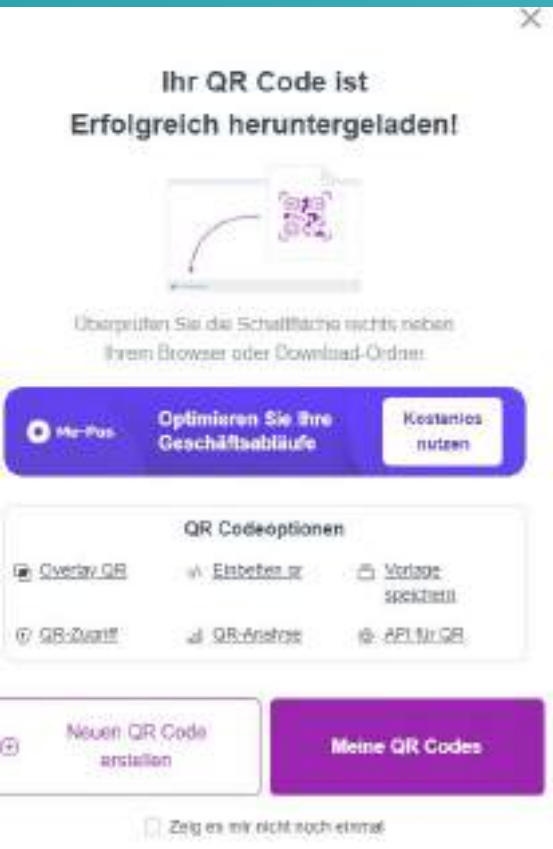 Ihr QR Code ist
Erfolgreich heruntergeladen!
Überprüfen Sie die Schaltfläche rechts neben
Ihrem Browser oder Download-Ordner
Me-Pos
Optimieren Sie Ihre
Geschäftsabläufe
Kostenlos
nutzen
QR Codeoptionen
Overlay QR
Einbetten qr
Vorlage
speichern
QR-Zugriff
QR-Analyse
API für QR
Neuen QR Code
erstellen
Meine QR Codes
Zeig es mir nicht noch einmal